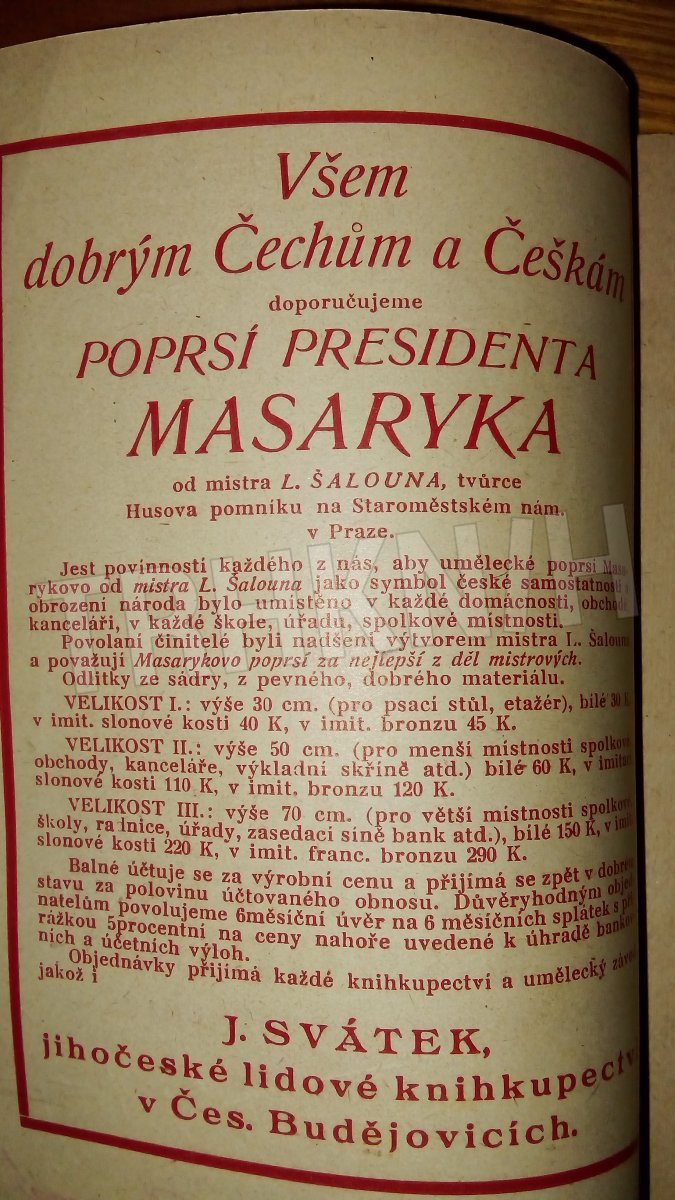 Všem
dobrým Čechům a Češkám
doporučujeme
POPRSÍ PRESIDENTA
MASARYKA
od mistra L. ŠALOUNA, tvůrce
Husova pomníku na Staroměstském nám.
v Praze.
Jest povinností každého z nás, aby umělecké poprsí Masa-
rykovo od mistra L. Šalouna jako symbol české samostatnosti
obrození národa bylo umístěno v každé domácnosti, obchodě
kanceláři, v každé škole, úřadu, spolkové místnosti.
Povolaní činitelé byli nadšeni výtvorem mistra L. Šalouna
a považují Masarykovo poprsí za nejlepší z děl mistrových.
Odlitky ze sádry, z pevného, dobrého materiálu.
VELIKOST I.: výše 30 cm. (pro psací stůl, etažér), bílé 30 K,
v imit. slonové kosti 40 K, v imit. bronzu 45 K.
VELIKOST II.: výše 50 cm. (pro menší místnosti spolkové
obchody, kanceláře, výkladní skříně atd.) bílé 60 K, v imitaci
slonové kosti 110 K, v imit. bronzu 120 K.
VELIKOST III.: výše 70 cm. (pro větší místnosti spolkové,
školy, radnice, úřady, zasedací síně bank atd.), bílé 150 K, v imit.
slonové kosti 220 K, v imit. franc. bronzu 290 K.
Balné účtuje se za výrobní cenu a přijímá se zpět v dobrém
stavu za polovinu účtovaného obnosu. Důvěryhodným objed-
natelům povolujeme 6měsíční úvěr na 6 měsíčních splátek s při-
rážkou 5procentní na ceny nahoře uvedené k úhradě bankov-
ních a účetních výloh.
Objednávky přijímá každé knihkupectví a umělecký závod
jakož i
J. SVÁTEK,
jihočeské lidové knihkupectv
v Čes. Budějovicích.